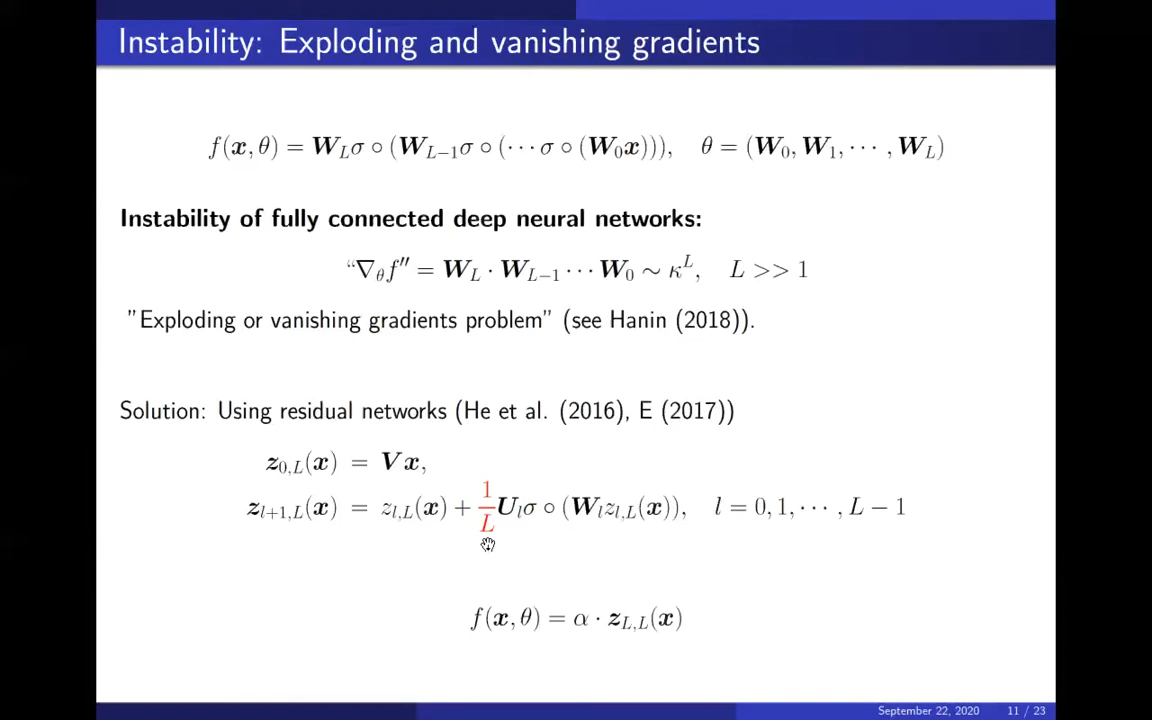 Instability: Exploding and vanishing gradients
f(x, θ) = W_L σ ∘ (W_{L−1} σ ∘ (⋯ σ ∘ (W_0 x))), θ = (W_0, W_1, ⋯ , W_L)
Instability of fully connected deep neural networks:
“∇_θ f″ = W_L · W_{L−1} ⋯ W_0 ∼ κ^L, L >> 1
”Exploding or vanishing gradients problem” (see Hanin (2018)).
Solution: Using residual networks (He et al. (2016), E (2017))
z_{0,L}(x) = V x,
z_{l+1,L}(x) = z_{l,L}(x) + \frac{1}{L} U_l σ ∘ (W_l z_{l,L}(x)), l = 0, 1, ⋯ , L − 1
f(x, θ) = α · z_{L,L}(x)
September 22, 2020 11 / 23